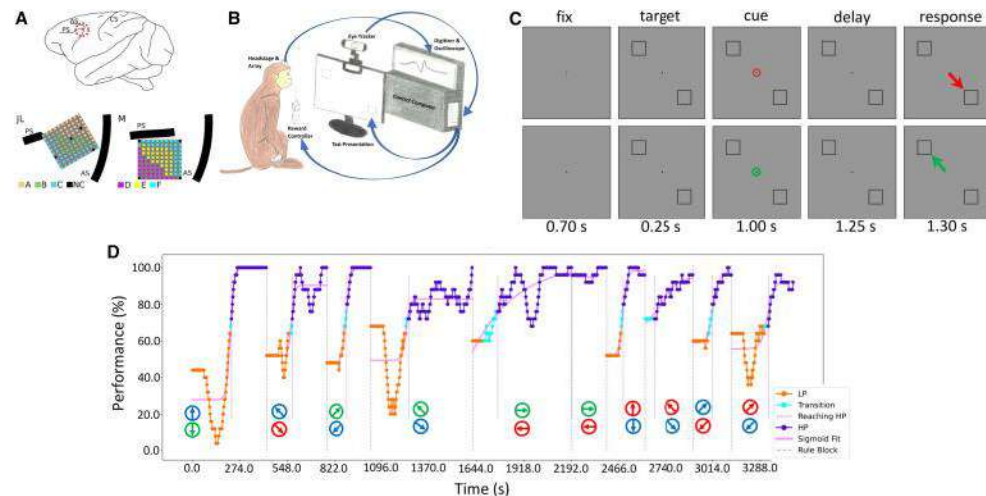 A
CS
PS
JL
M
PS
PS
AS
AS
A B C NC
D E F
B
Eye Tracker
Digitizer &
Oscilloscope
Headstage &
Array
Control Computer
Reward
Controller
Task Presentation
C
fix target cue delay response
0.70 s 0.25 s 1.00 s 1.25 s 1.30 s
D
Performance (%)
100.0
80.0
60.0
40.0
20.0
0.0
0.0 274.0 548.0 822.0 1096.0 1370.0 1644.0 1918.0 2192.0 2466.0 2740.0 3014.0 3288.0
Time (s)
LP
Transition
Reaching HP
HP
Sigmoid Fit
Rule Block